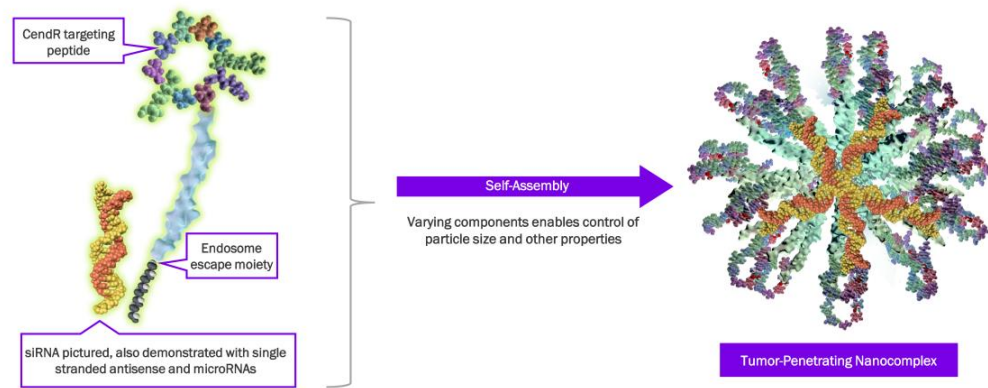 CendR targeting
peptide
Endosome
escape moiety
siRNA pictured, also demonstrated with single
stranded antisense and microRNAs
Self-Assembly
Varying components enables control of
particle size and other properties
Tumor-Penetrating Nanocomplex